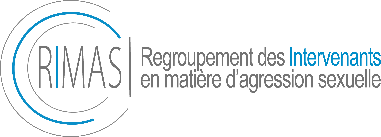 RIMAS
Regroupement des Intervenants
en matière d'agression sexuelle